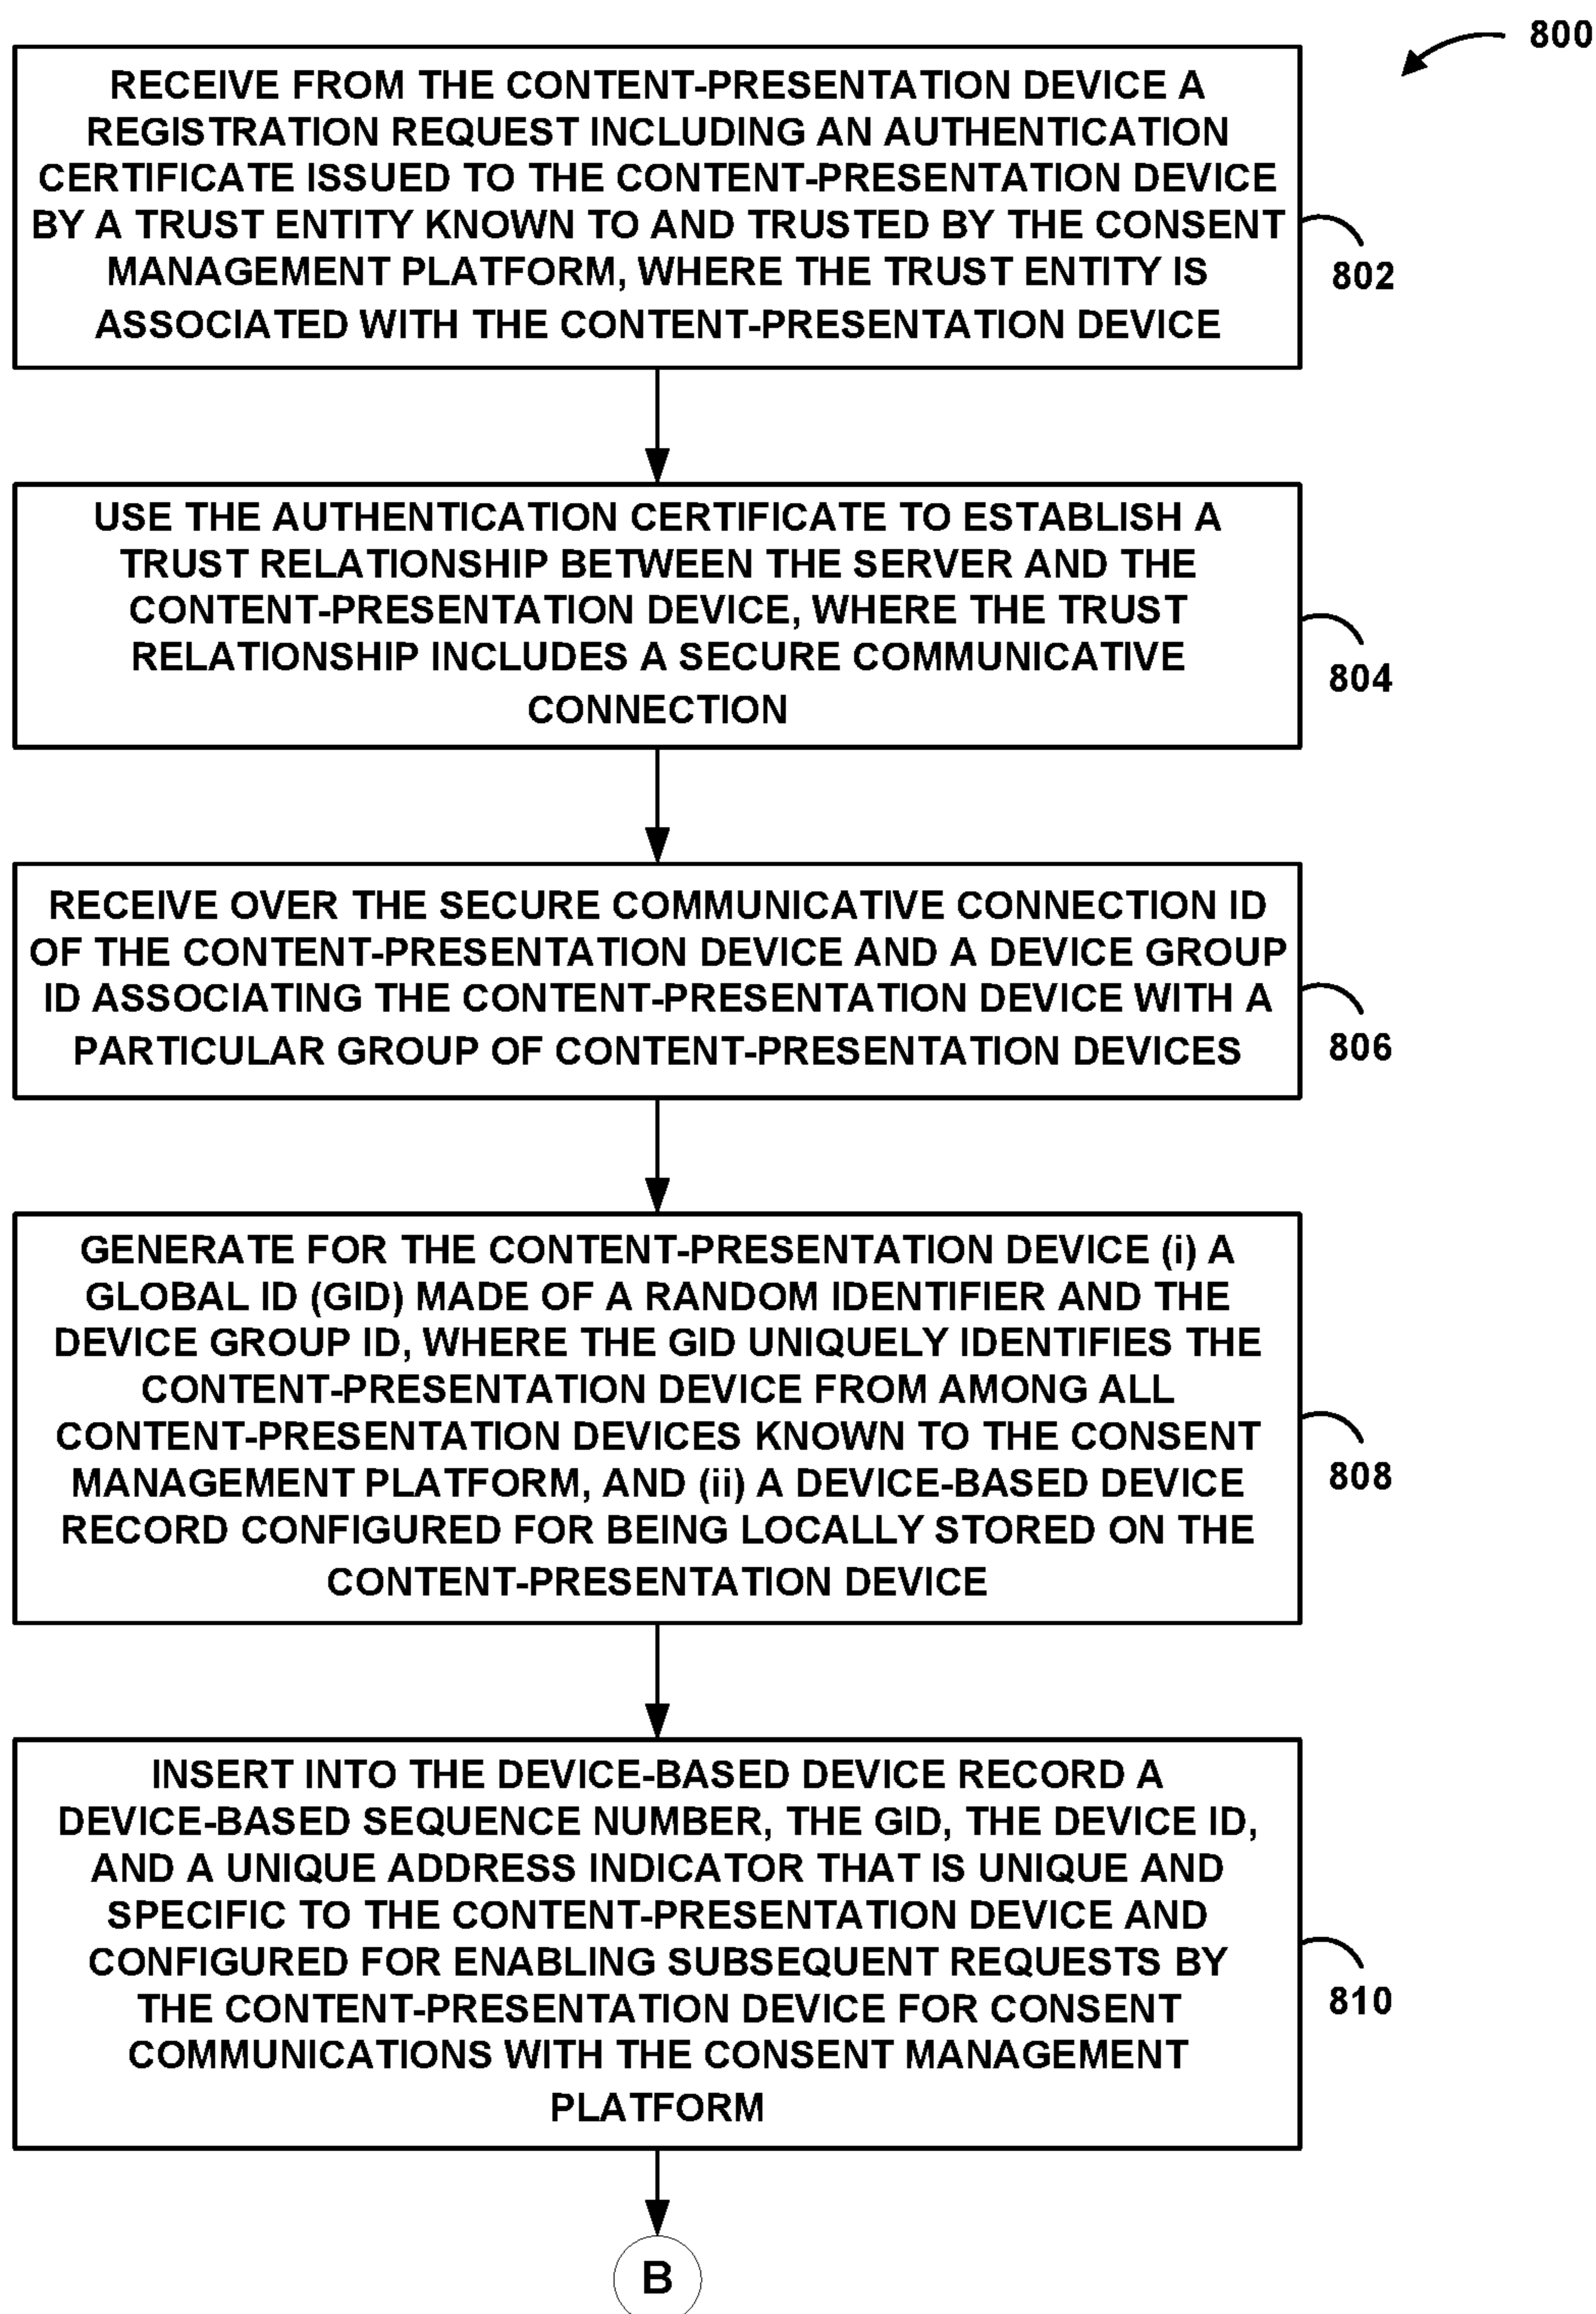 800
RECEIVE FROM THE CONTENT-PRESENTATION DEVICE A
REGISTRATION REQUEST INCLUDING AN AUTHENTICATION
CERTIFICATE ISSUED TO THE CONTENT-PRESENTATION DEVICE
BY A TRUST ENTITY KNOWN TO AND TRUSTED BY THE CONSENT
MANAGEMENT PLATFORM, WHERE THE TRUST ENTITY IS
ASSOCIATED WITH THE CONTENT-PRESENTATION DEVICE
802
USE THE AUTHENTICATION CERTIFICATE TO ESTABLISH A
TRUST RELATIONSHIP BETWEEN THE SERVER AND THE
CONTENT-PRESENTATION DEVICE, WHERE THE TRUST
RELATIONSHIP INCLUDES A SECURE COMMUNICATIVE
CONNECTION
804
RECEIVE OVER THE SECURE COMMUNICATIVE CONNECTION ID
OF THE CONTENT-PRESENTATION DEVICE AND A DEVICE GROUP
ID ASSOCIATING THE CONTENT-PRESENTATION DEVICE WITH A
PARTICULAR GROUP OF CONTENT-PRESENTATION DEVICES
806
GENERATE FOR THE CONTENT-PRESENTATION DEVICE (i) A
GLOBAL ID (GID) MADE OF A RANDOM IDENTIFIER AND THE
DEVICE GROUP ID, WHERE THE GID UNIQUELY IDENTIFIES THE
CONTENT-PRESENTATION DEVICE FROM AMONG ALL
CONTENT-PRESENTATION DEVICES KNOWN TO THE CONSENT
MANAGEMENT PLATFORM, AND (ii) A DEVICE-BASED DEVICE
RECORD CONFIGURED FOR BEING LOCALLY STORED ON THE
CONTENT-PRESENTATION DEVICE
808
INSERT INTO THE DEVICE-BASED DEVICE RECORD A
DEVICE-BASED SEQUENCE NUMBER, THE GID, THE DEVICE ID,
AND A UNIQUE ADDRESS INDICATOR THAT IS UNIQUE AND
SPECIFIC TO THE CONTENT-PRESENTATION DEVICE AND
CONFIGURED FOR ENABLING SUBSEQUENT REQUESTS BY
THE CONTENT-PRESENTATION DEVICE FOR CONSENT
COMMUNICATIONS WITH THE CONSENT MANAGEMENT
PLATFORM
810
B